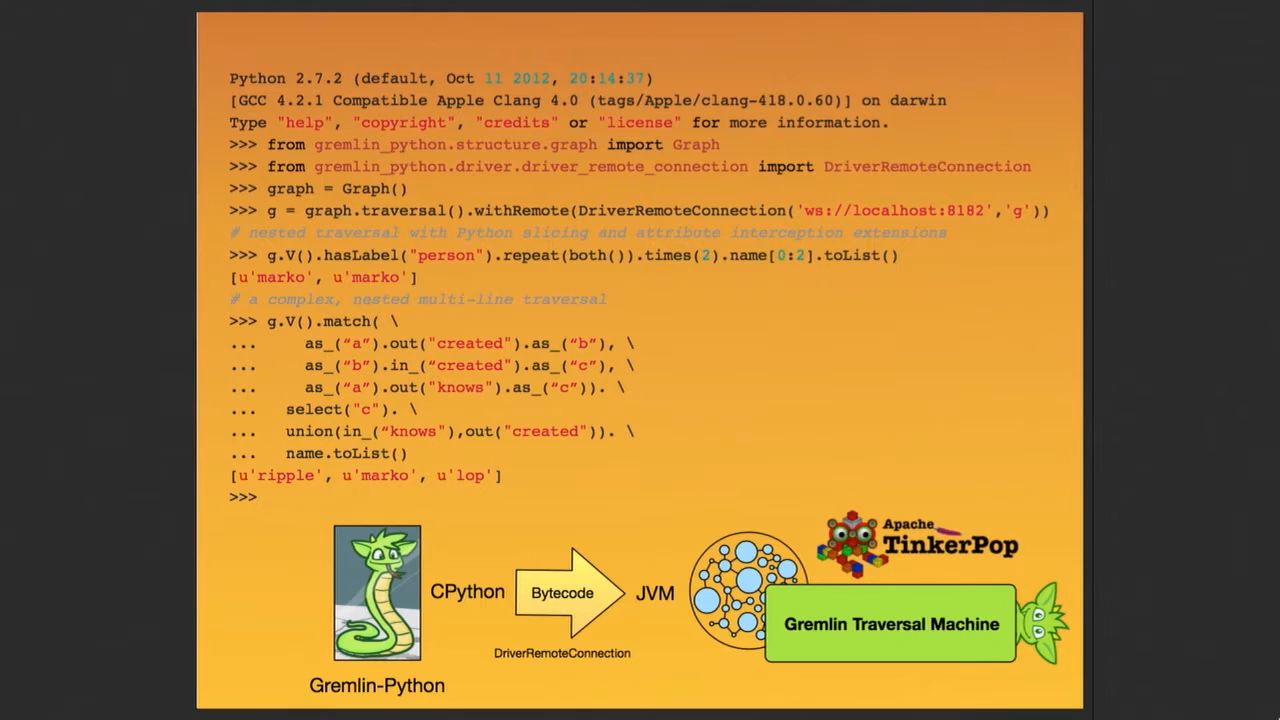 Python 2.7.2 (default, Oct 11 2012, 20:14:37)
[GCC 4.2.1 Compatible Apple Clang 4.0 (tags/Apple/clang-418.0.60)] on darwin
Type "help", "copyright", "credits" or "license" for more information.
>>> from gremlin_python.structure.graph import Graph
>>> from gremlin_python.driver.driver_remote_connection import DriverRemoteConnection
>>> graph = Graph()
>>> g = graph.traversal().withRemote(DriverRemoteConnection('ws://localhost:8182','g'))
# nested traversal with Python slicing and attribute interception extensions
>>> g.V().hasLabel("person").repeat(both()).times(2).name[0:2].toList()
[u'marko', u'marko']
# a complex, nested multi-line traversal
>>> g.V().match( \
...     as_(“a”).out("created").as_(“b”), \
...     as_(“b”).in_(“created").as_(“c”), \
...     as_(“a”).out("knows").as_(“c”)). \
...   select("c"). \
...   union(in_(“knows"),out("created")). \
...   name.toList()
[u'ripple', u'marko', u'lop']
>>>
Apache
TinkerPop
CPython
Bytecode
JVM
Gremlin Traversal Machine
DriverRemoteConnection
Gremlin-Python